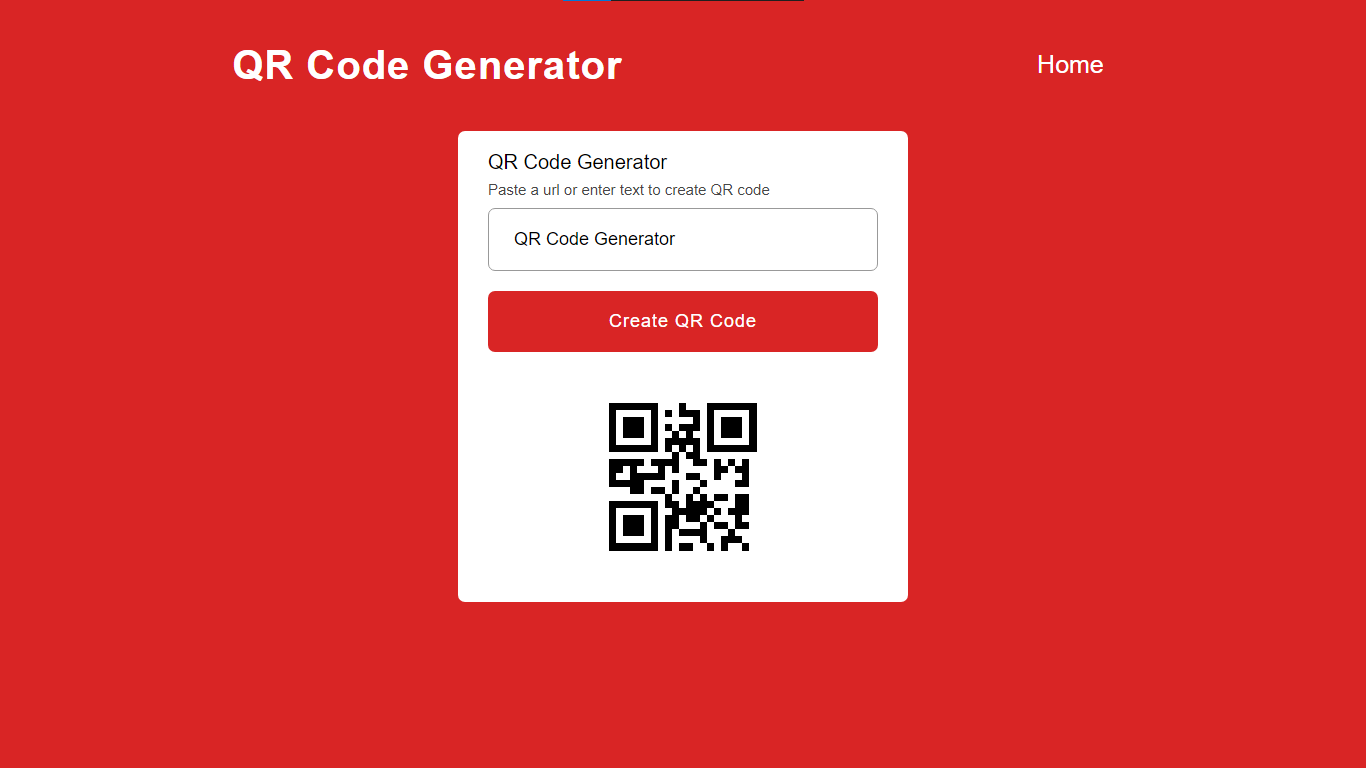 QR Code Generator
Home
QR Code Generator
Paste a url or enter text to create QR code
QR Code Generator
Create QR Code